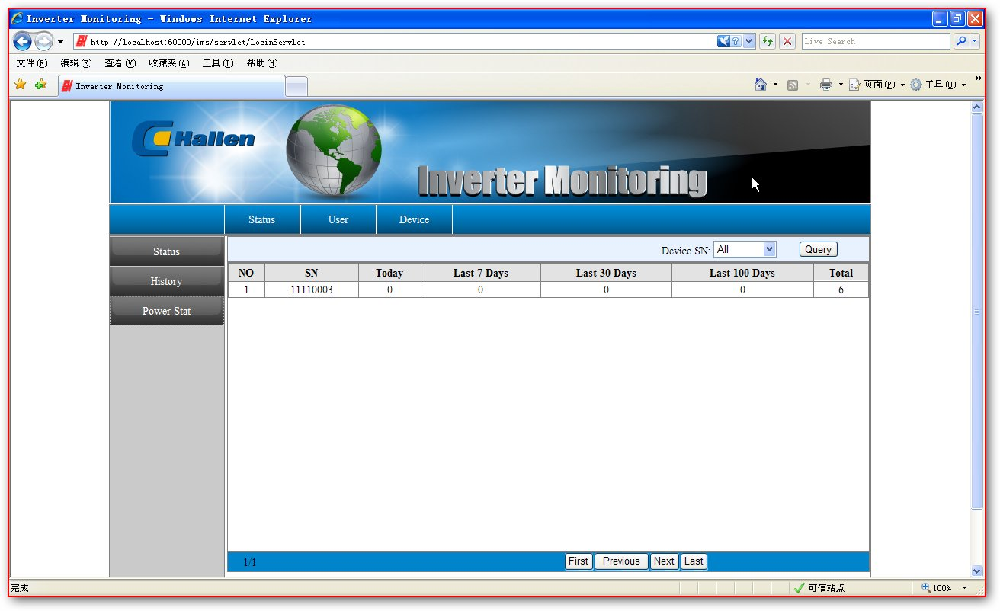 Inverter Monitoring - Windows Internet Explorer
http://localhost:60000/ims/servlet/LoginServlet
Live Search
文件(F) 编辑(E) 查看(V) 收藏夹(A) 工具(T) 帮助(H)
Inverter Monitoring
页面(P) 工具(O)
Hallen
Inverter Monitoring
Status User Device
Status
History
Power Stat
Device SN: All Query
NO SN Today Last 7 Days Last 30 Days Last 100 Days Total
1 11110003 0 0 0 0 6
1/1 First Previous Next Last
完成 可信站点 100%